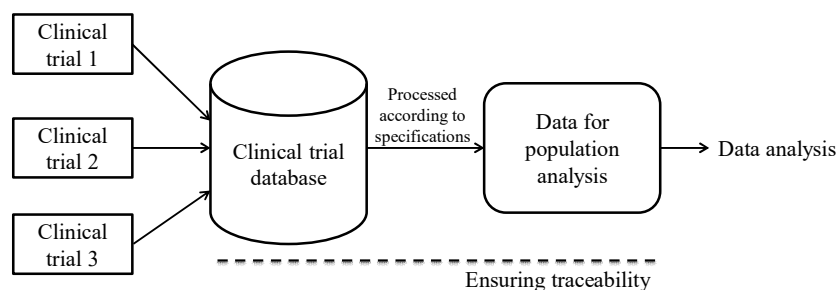 Clinical
trial 1
Clinical
trial 2
Clinical
trial 3
Clinical trial
database
Processed
according to
specifications
Data for
population
analysis
Data analysis
Ensuring traceability